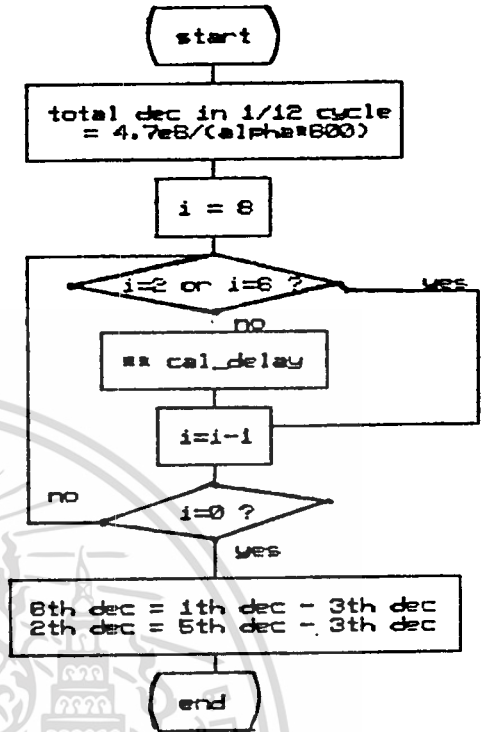 start
total dec in 1/12 cycle
= 4.7e8/(alpha*600)
i = 8
i=2 or i=6 ?
yes
no
** cal_delay
i=i-1
no
i=0 ?
yes
8th dec = 1th dec - 3th dec
2th dec = 5th dec - 3th dec
end